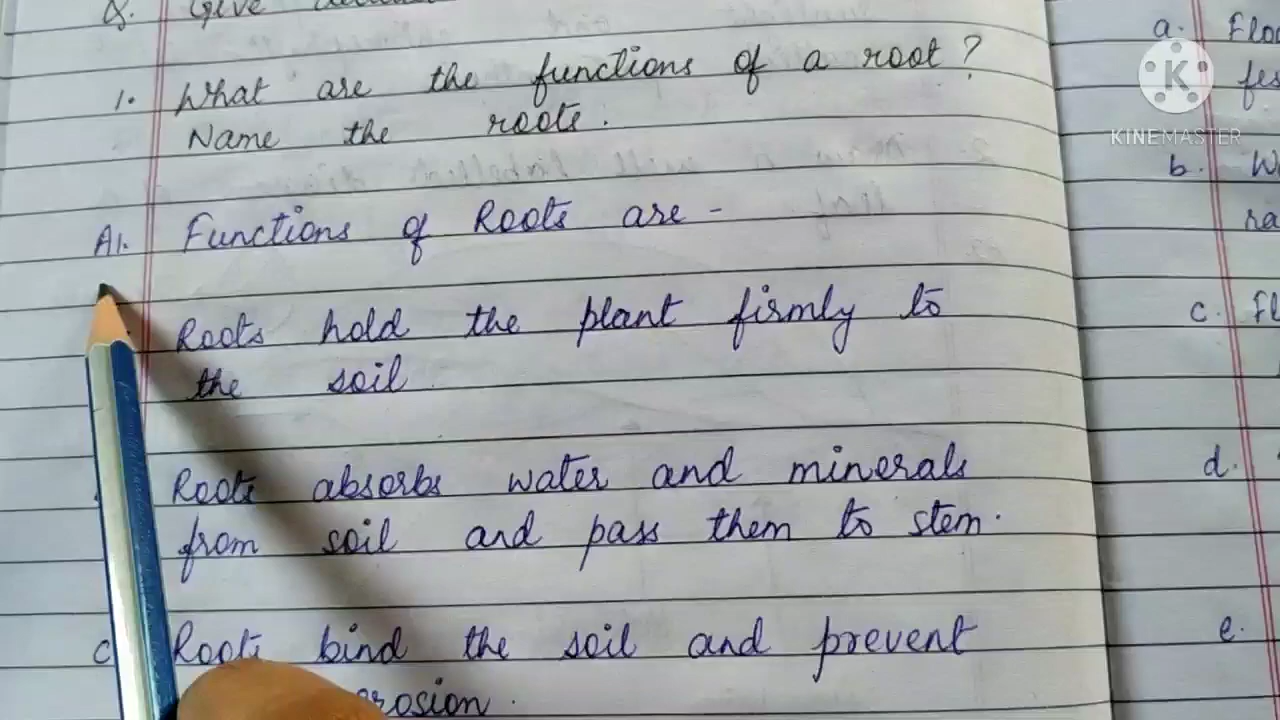 Q. Give
1. What are the functions of a root?
Name the roots.
A1. Functions of Roots are -
Roots hold the plant firmly to
the soil.
Roots absorbs water and minerals
from soil and pass them to stem.
c Roots bind the soil and prevent
erosion.
a.
b.
c.
d.
e.
KINEMASTER